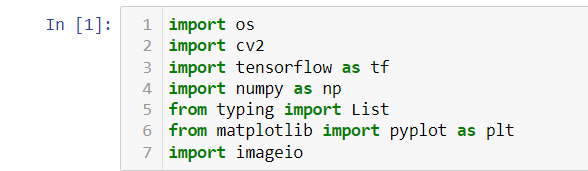 In [1]:
1 import os
2 import cv2
3 import tensorflow as tf
4 import numpy as np
5 from typing import List
6 from matplotlib import pyplot as plt
7 import imageio